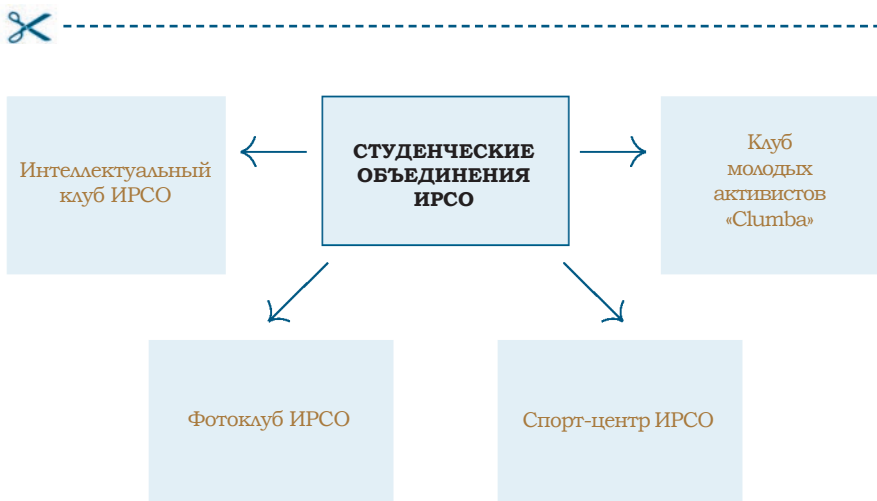 СТУДЕНЧЕСКИЕ
ОБЪЕДИНЕНИЯ
ИРСО
Интеллектуальный
клуб ИРСО
Клуб
молодых
активистов
«Clumba»
Фотоклуб ИРСО
Спорт-центр ИРСО